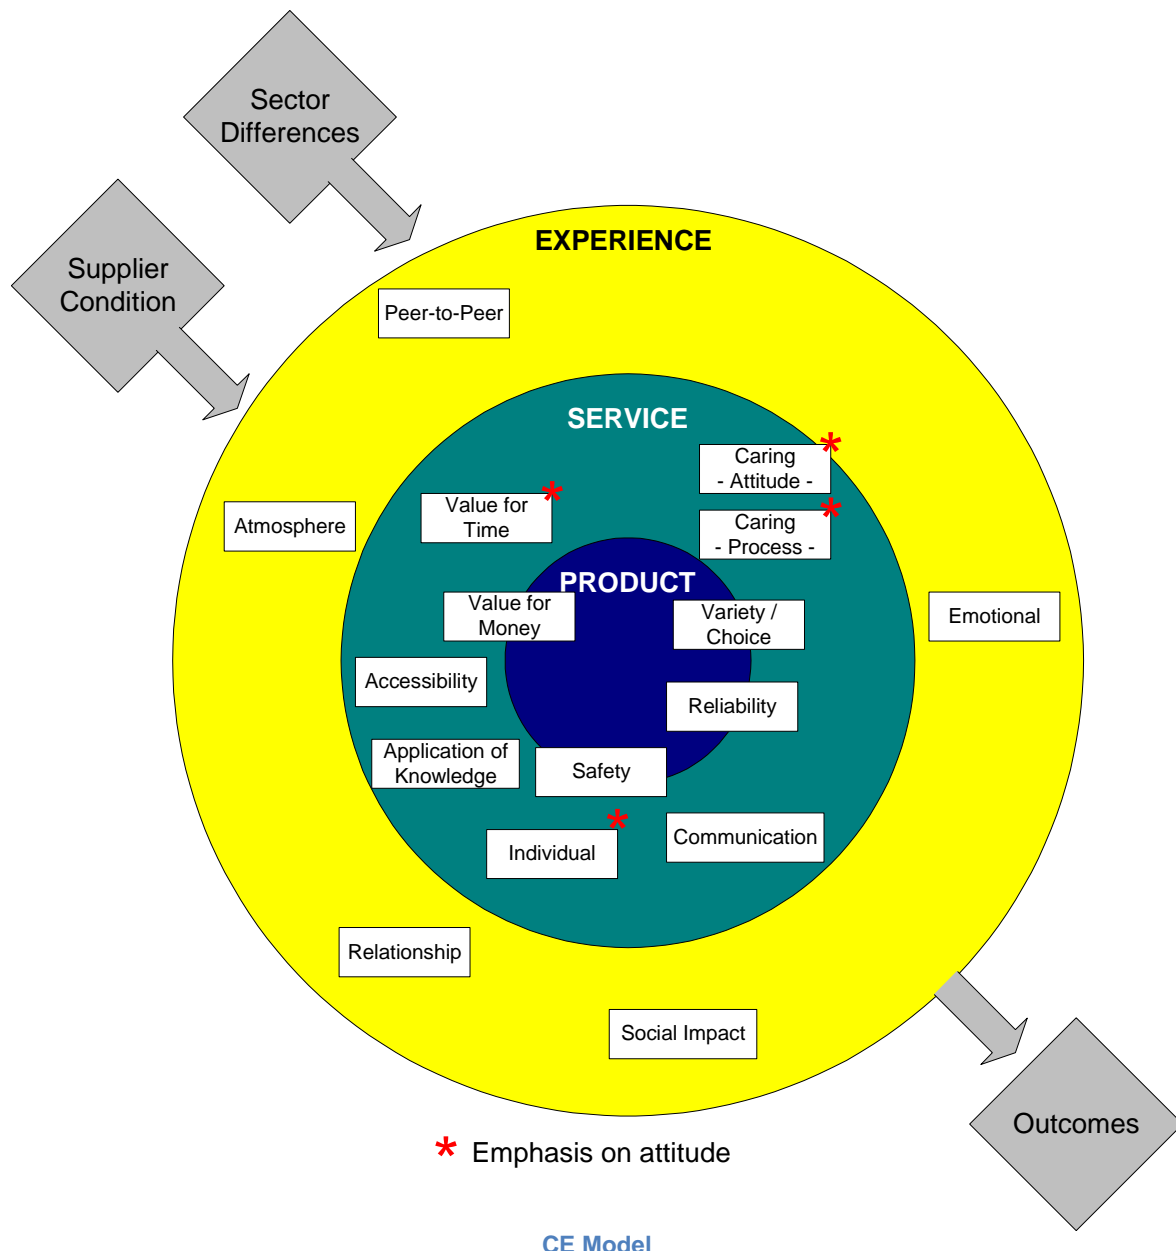 Sector
Differences
Supplier
Condition
EXPERIENCE
Peer-to-Peer
SERVICE
Caring
- Attitude -
Value for
Time
Atmosphere
Caring
- Process -
PRODUCT
Value for
Money
Variety /
Choice
Emotional
Accessibility
Reliability
Application of
Knowledge
Safety
Individual
Communication
Relationship
Social Impact
Outcomes
* Emphasis on attitude
CE Model